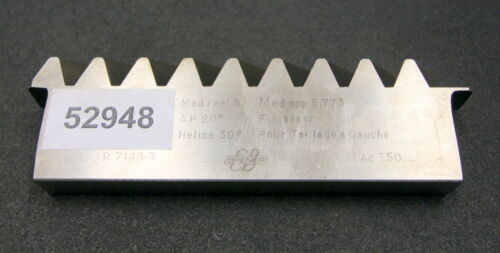 Mod reel 5. Mod app 5,773
52948
AP 20° Finisseur
Helice 30° Pour Taillage à Gauche
R 7143-3
Ac T50